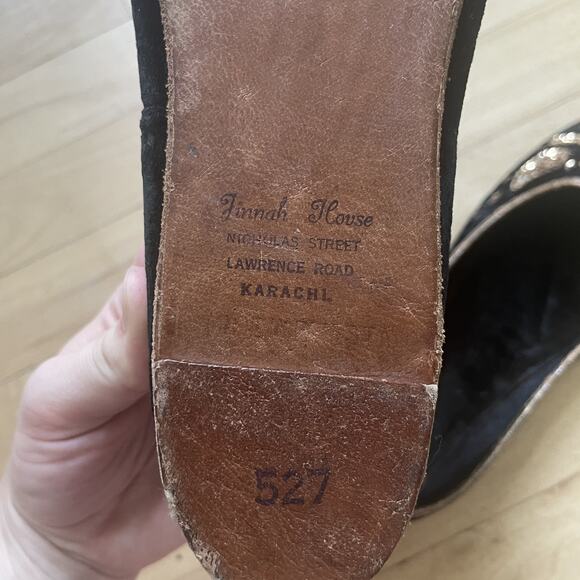 Jinnah House
NICHOLAS STREET
LAWRENCE ROAD
KARACHI.
527